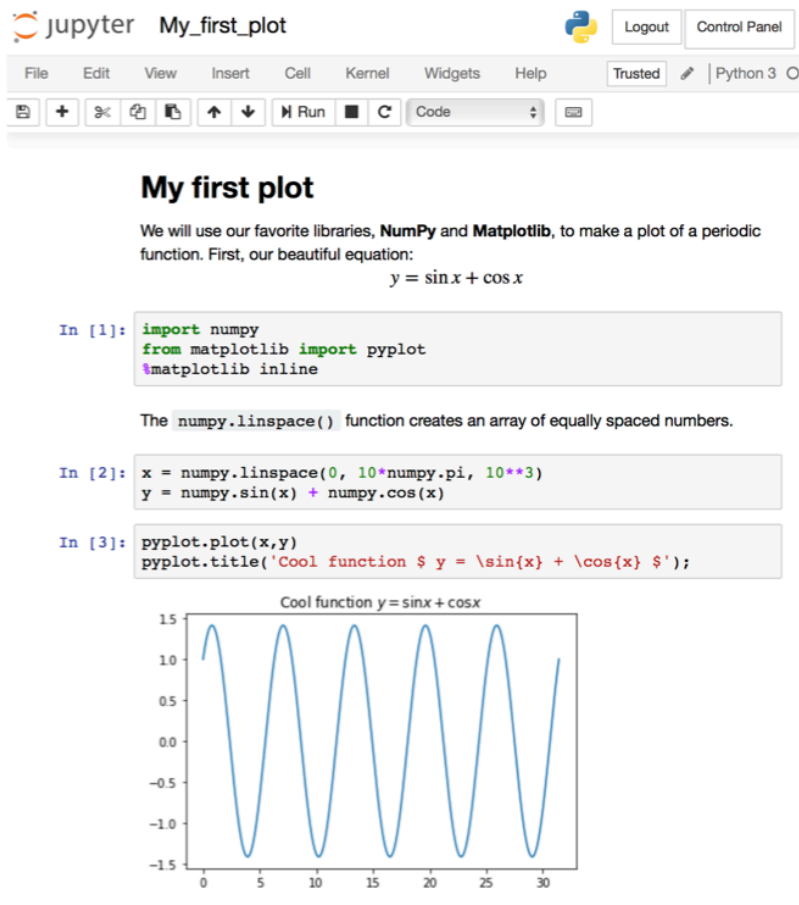 jupyter My_first_plot Logout Control Panel
File Edit View Insert Cell Kernel Widgets Help Trusted Python 3
Run Code
My first plot
We will use our favorite libraries, NumPy and Matplotlib, to make a plot of a periodic
function. First, our beautiful equation:
y = sin x + cos x
In [1]: import numpy
from matplotlib import pyplot
%matplotlib inline
The numpy.linspace() function creates an array of equally spaced numbers.
In [2]: x = numpy.linspace(0, 10*numpy.pi, 10**3)
y = numpy.sin(x) + numpy.cos(x)
In [3]: pyplot.plot(x,y)
pyplot.title('Cool function $ y = \sin{x} + \cos{x} $');
Cool function y = sinx + cosx
1.5
1.0
0.5
0.0
−0.5
−1.0
−1.5
0 5 10 15 20 25 30